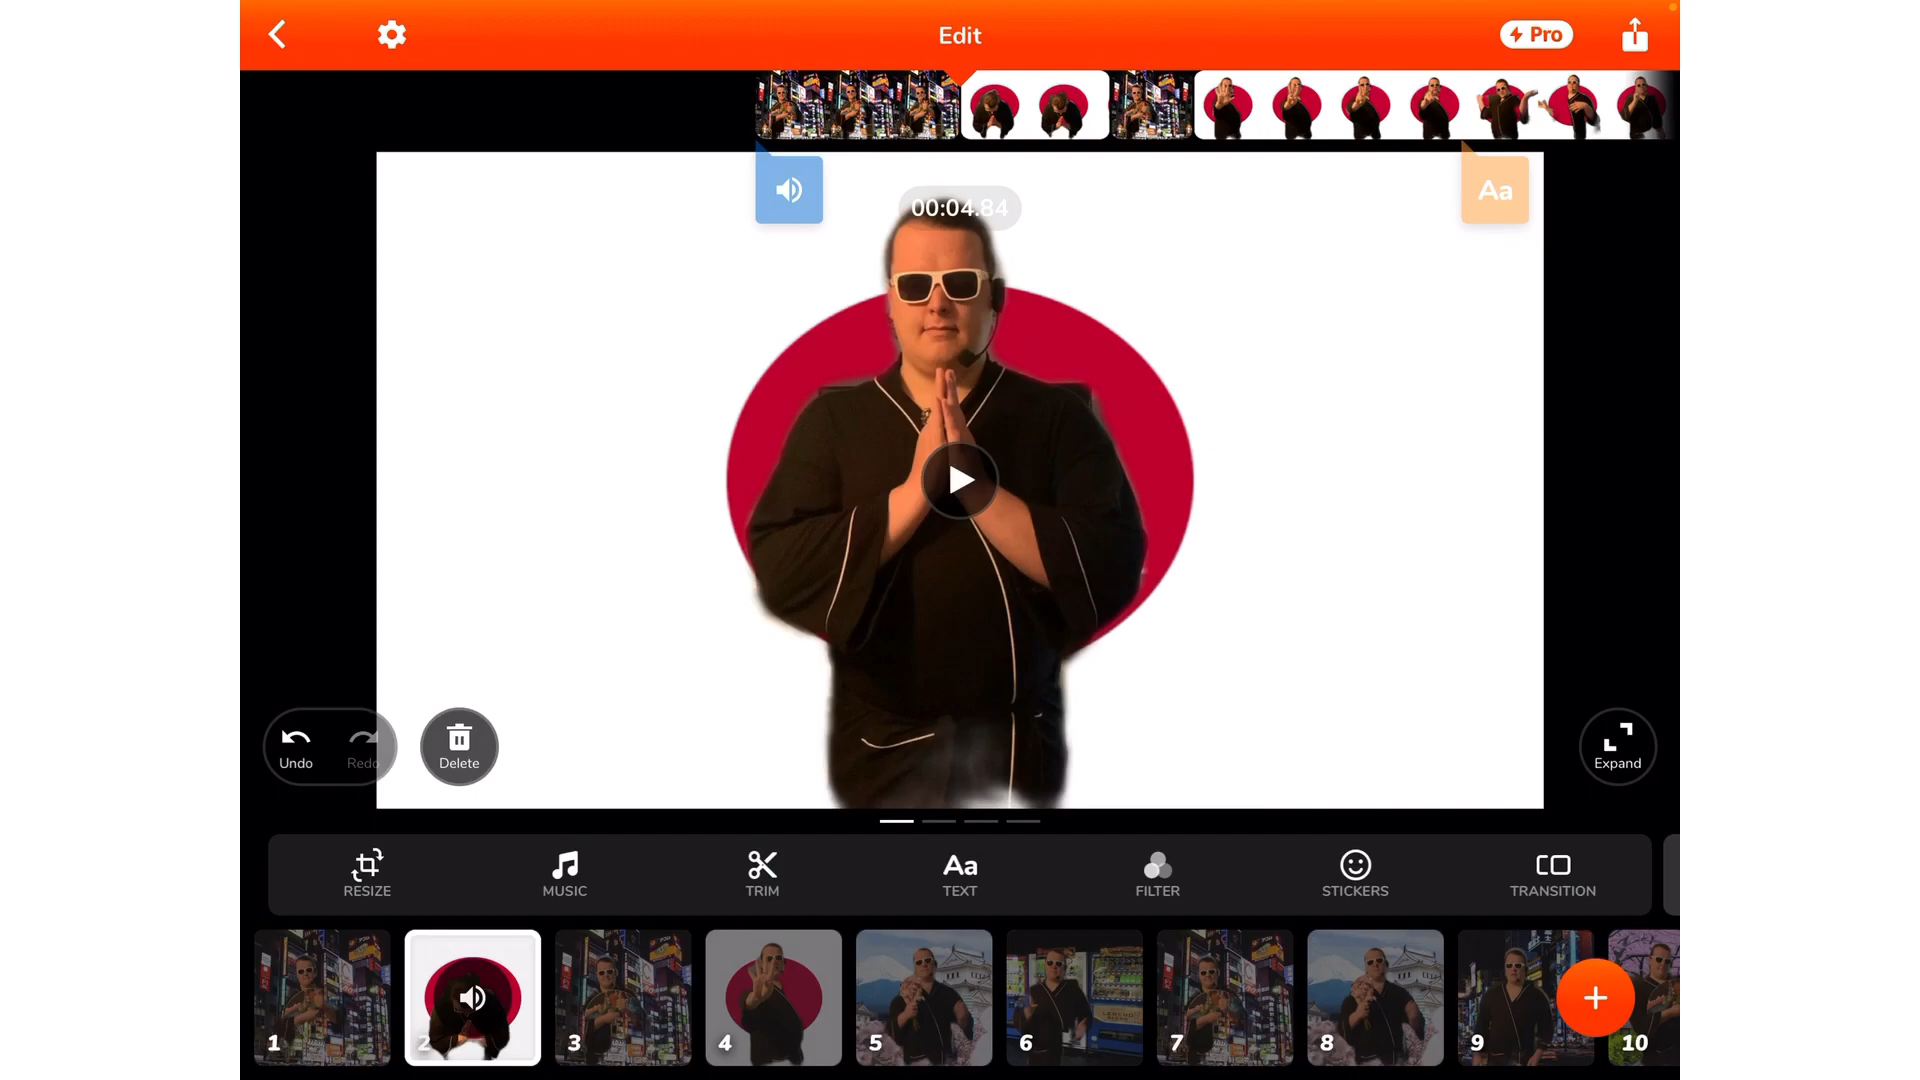 Edit
Pro
Aa
00:04.84
Undo
Redo
Delete
Expand
RESIZE
MUSIC
TRIM
Aa
TEXT
FILTER
STICKERS
TRANSITION
1
2
3
4
5
6
7
8
9
10